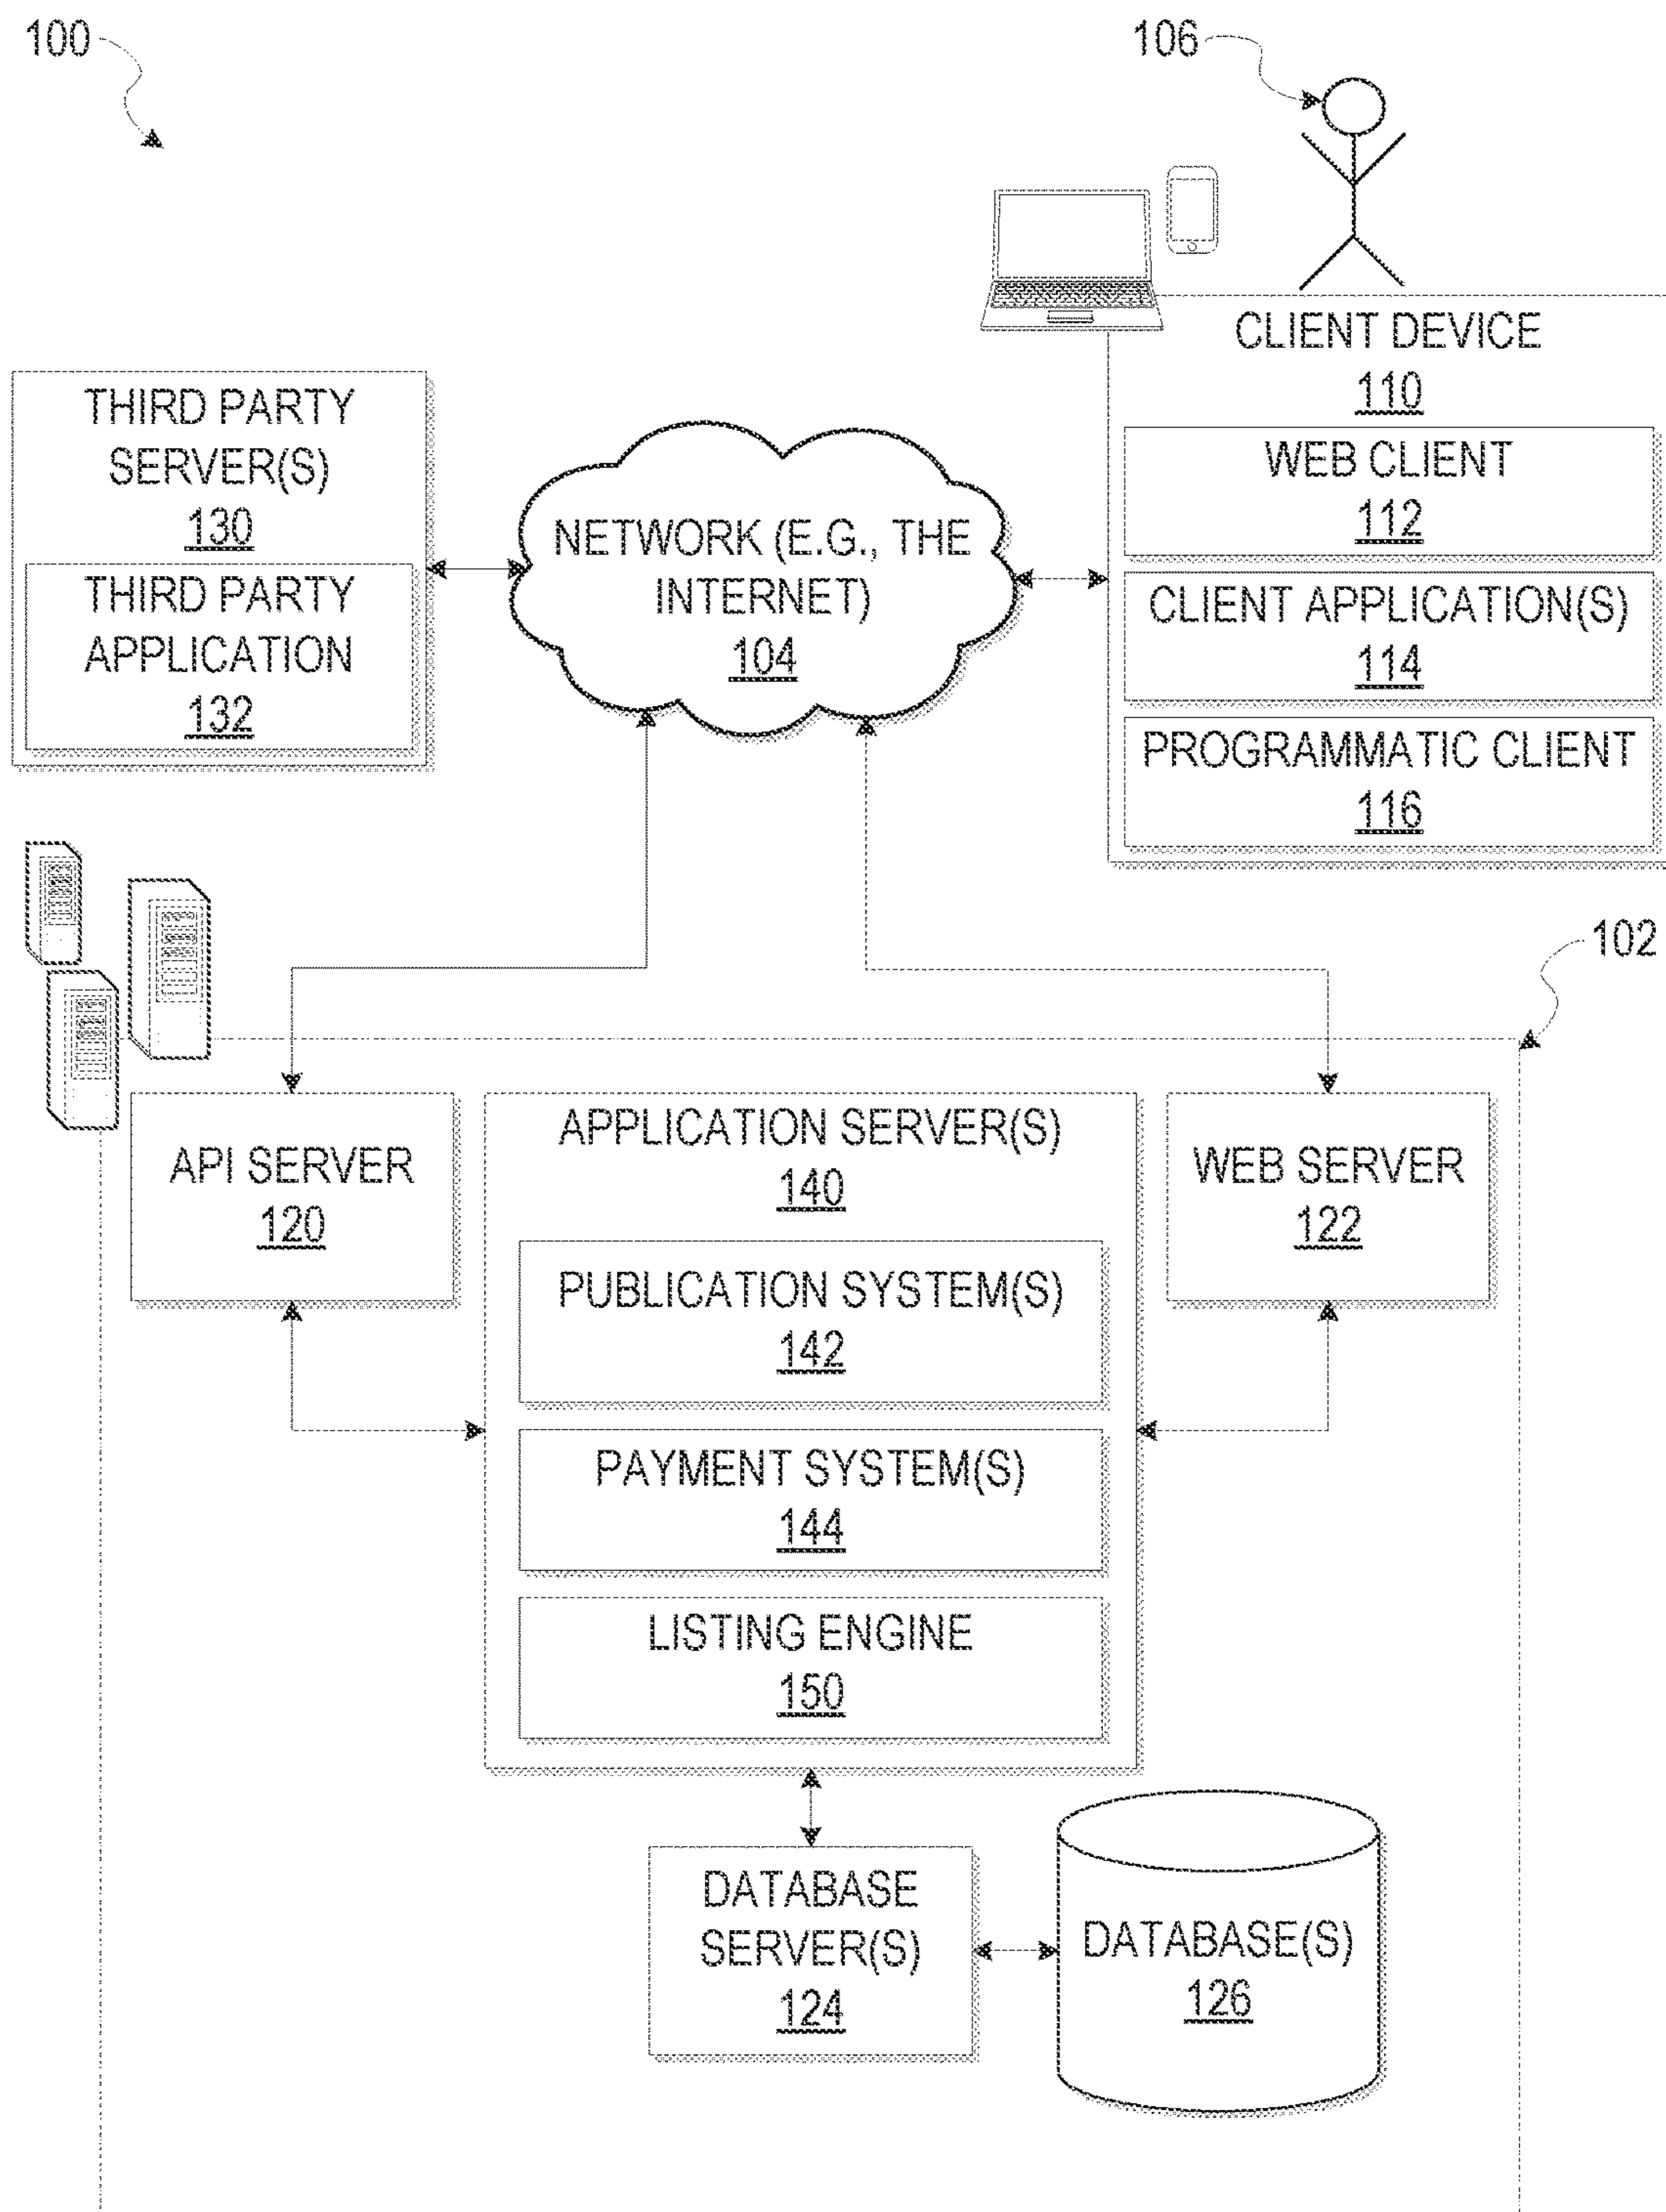 100
106
CLIENT DEVICE
110
WEB CLIENT
112
CLIENT APPLICATION(S)
114
PROGRAMMATIC CLIENT
116
THIRD PARTY
SERVER(S)
130
THIRD PARTY
APPLICATION
132
NETWORK (E.G., THE
INTERNET)
104
102
API SERVER
120
APPLICATION SERVER(S)
140
PUBLICATION SYSTEM(S)
142
PAYMENT SYSTEM(S)
144
LISTING ENGINE
150
WEB SERVER
122
DATABASE
SERVER(S)
124
DATABASE(S)
126